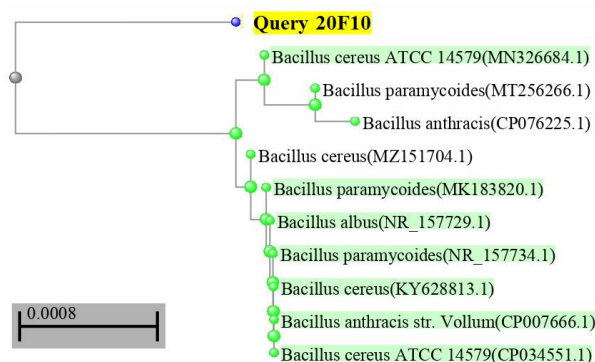 Query 20F10
Bacillus cereus ATCC 14579(MN326684.1)
Bacillus paramycoides(MT256266.1)
Bacillus anthracis(CP076225.1)
Bacillus cereus(MZ151704.1)
Bacillus paramycoides(MK183820.1)
Bacillus albus(NR_157729.1)
Bacillus paramycoides(NR_157734.1)
Bacillus cereus(KY628813.1)
Bacillus anthracis str. Vollum(CP007666.1)
Bacillus cereus ATCC 14579(CP034551.1)
0.0008